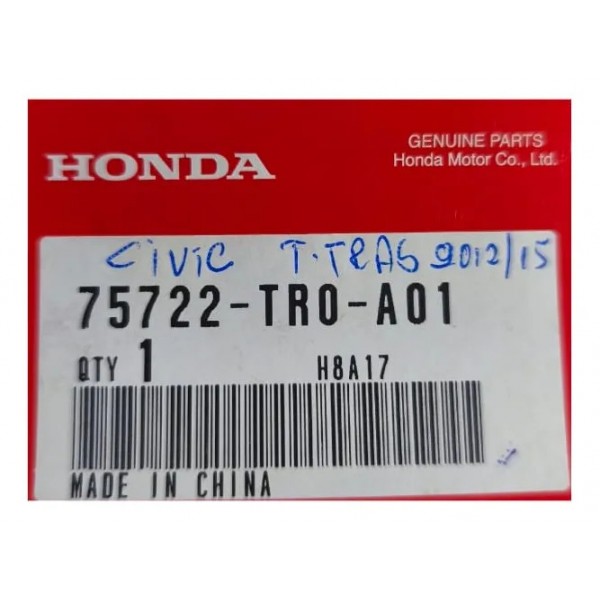 HONDA
GENUINE PARTS
Honda Motor Co., Ltd.
CiViC T.TRAS 2012/15
75722-TR0-A01
QTY 1 H8A17
MADE IN CHINA